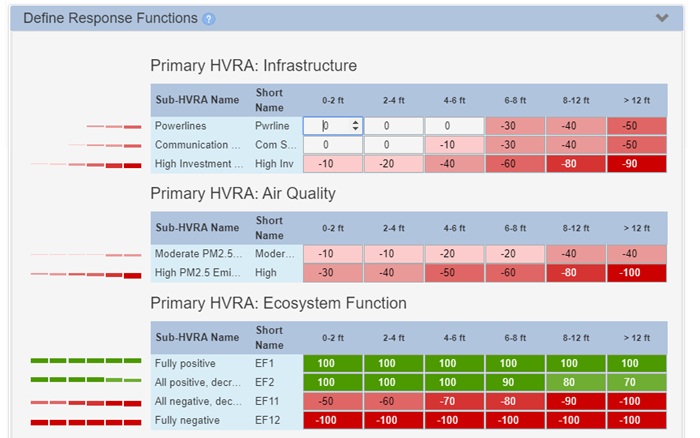 Define Response Functions ?
Primary HVRA: Infrastructure
Sub-HVRA Name Short Name 0-2 ft 2-4 ft 4-6 ft 6-8 ft 8-12 ft > 12 ft
Powerlines Pwrline 0 0 0 -30 -40 -50
Communication ... Com S... 0 0 -10 -30 -40 -50
High Investment ... High Inv -10 -20 -40 -60 -80 -90
Primary HVRA: Air Quality
Sub-HVRA Name Short Name 0-2 ft 2-4 ft 4-6 ft 6-8 ft 8-12 ft > 12 ft
Moderate PM2.5... Moder... -10 -10 -20 -20 -40 -40
High PM2.5 Emi... High -30 -40 -50 -60 -80 -100
Primary HVRA: Ecosystem Function
Sub-HVRA Name Short Name 0-2 ft 2-4 ft 4-6 ft 6-8 ft 8-12 ft > 12 ft
Fully positive EF1 100 100 100 100 100 100
All positive, decr... EF2 100 100 100 90 80 70
All negative, dec... EF11 -50 -60 -70 -80 -90 -100
Fully negative EF12 -100 -100 -100 -100 -100 -100